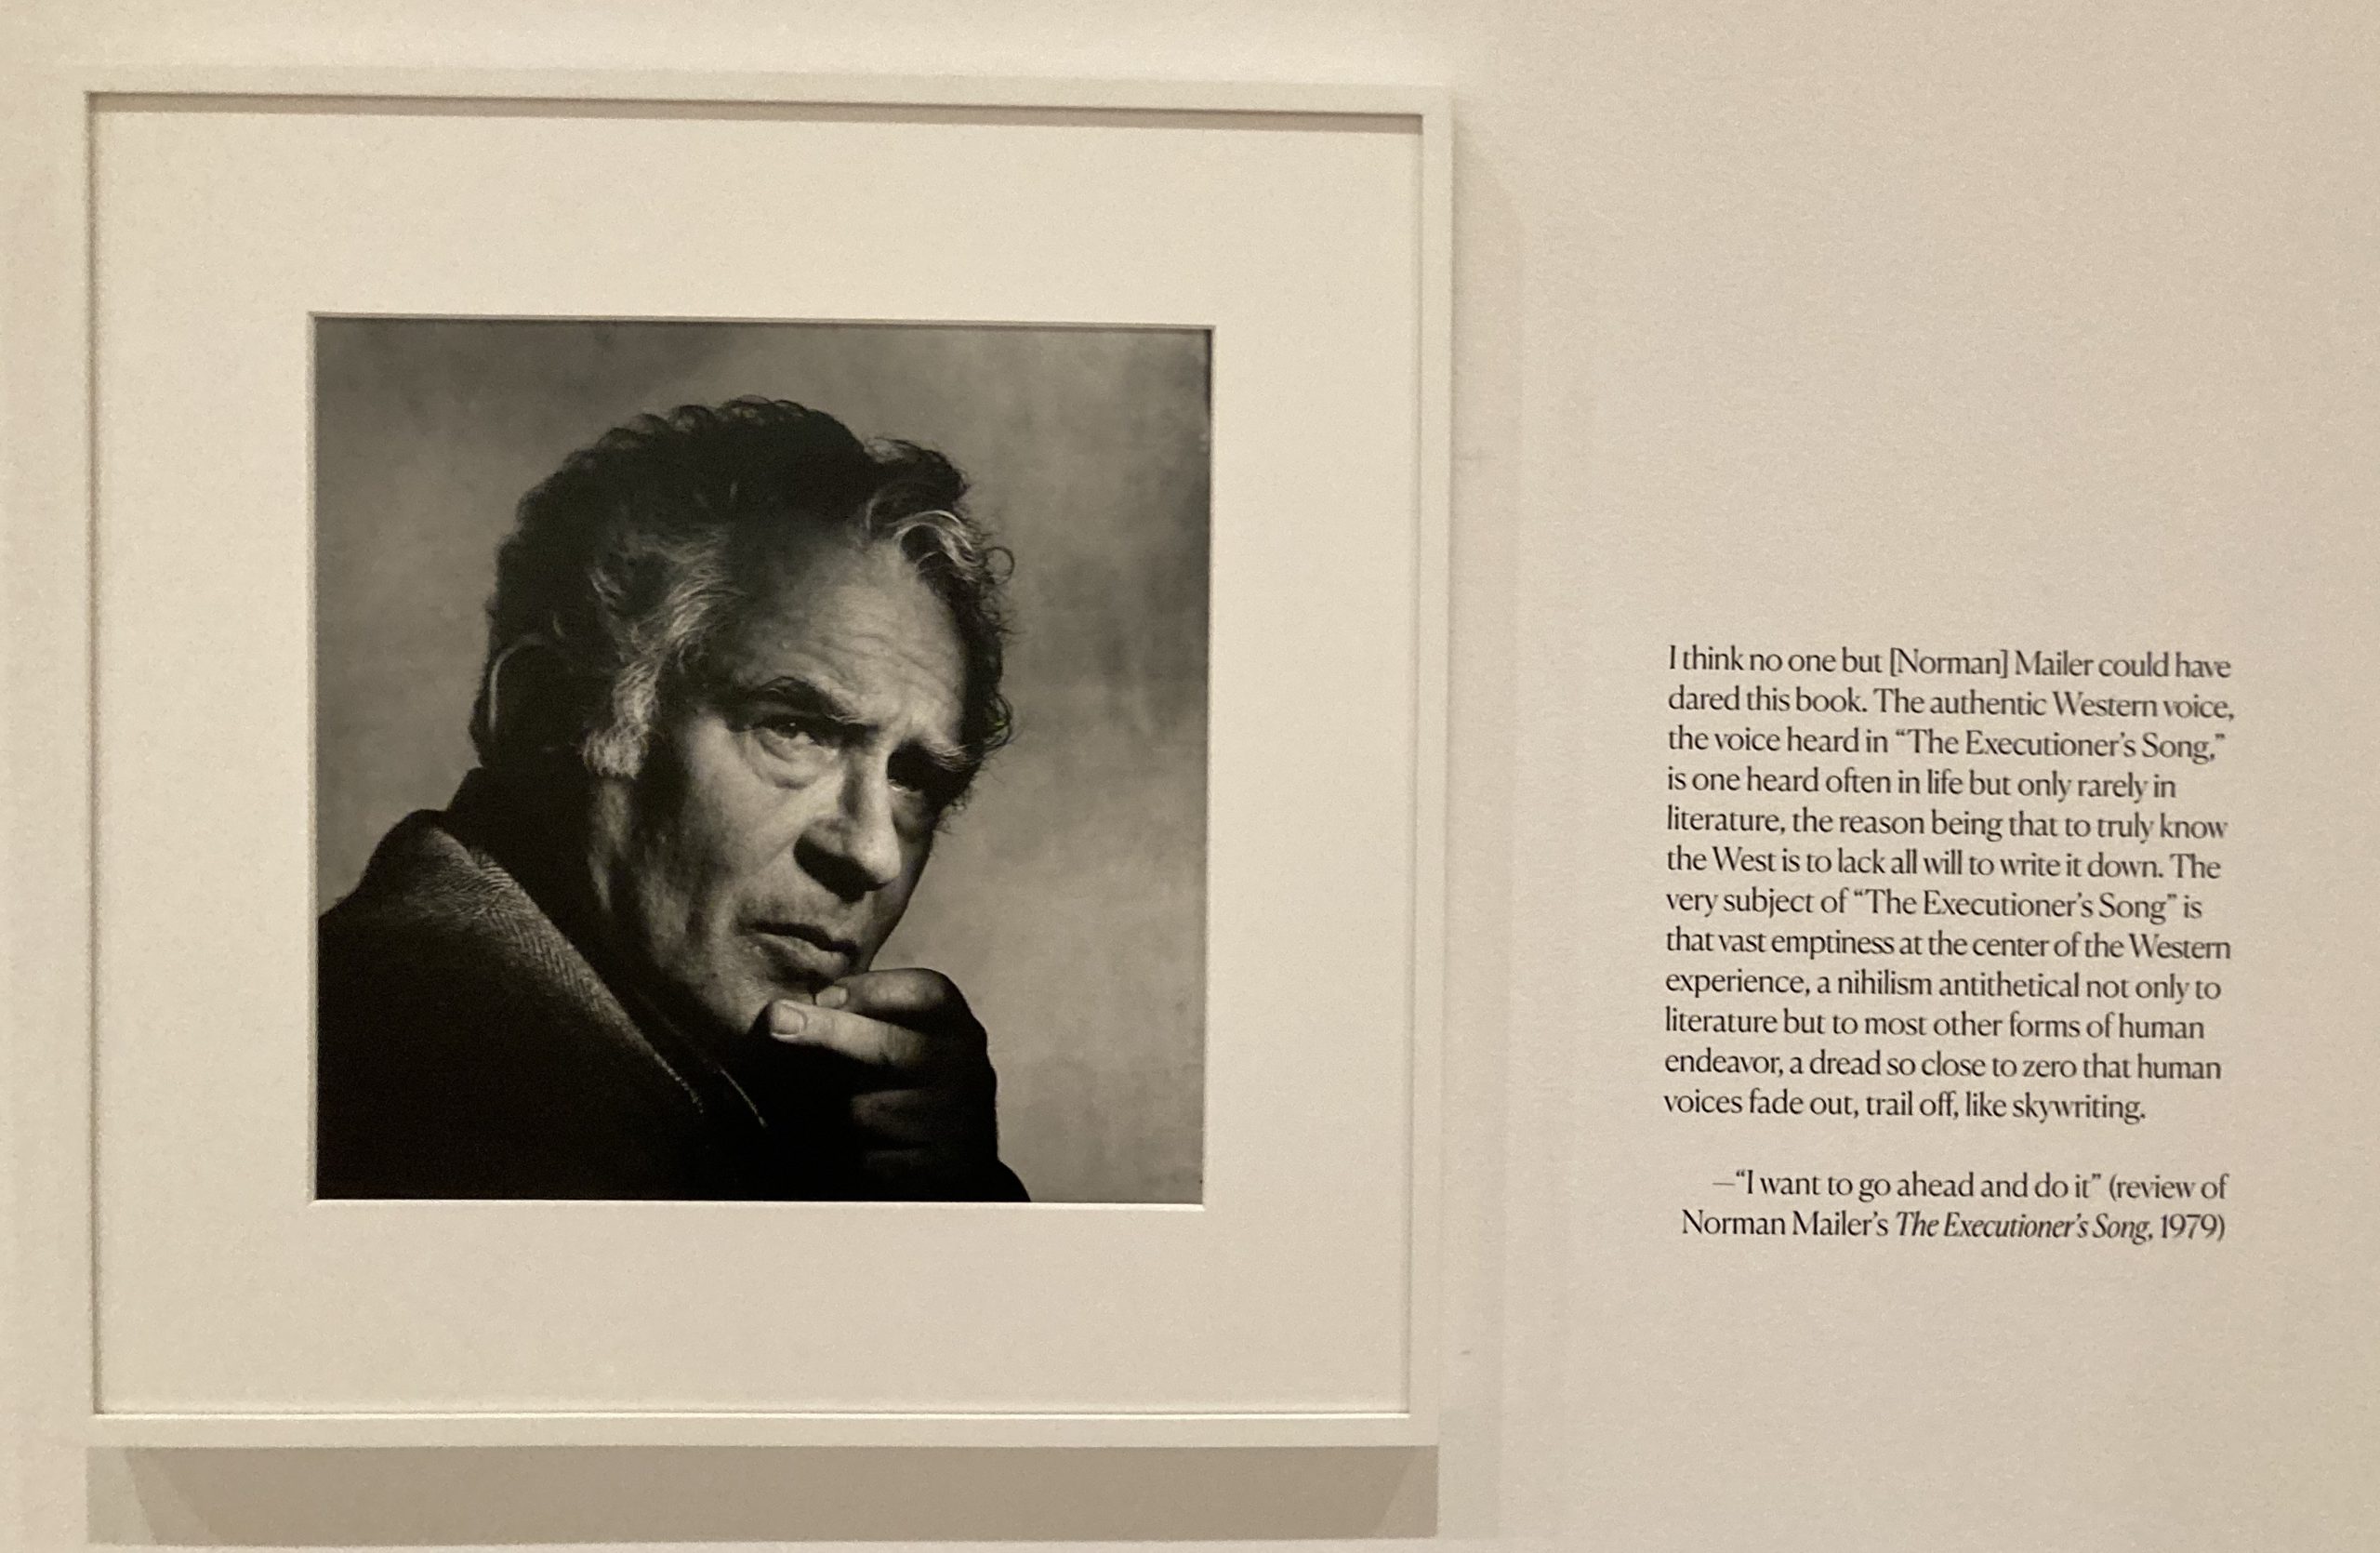 I think no one but [Norman] Mailer could have
dared this book. The authentic Western voice,
the voice heard in “The Executioner’s Song,”
is one heard often in life but only rarely in
literature, the reason being that to truly know
the West is to lack all will to write it down. The
very subject of “The Executioner’s Song” is
that vast emptiness at the center of the Western
experience, a nihilism antithetical not only to
literature but to most other forms of human
endeavor, a dread so close to zero that human
voices fade out, trail off, like skywriting.
—“I want to go ahead and do it” (review of
Norman Mailer’s The Executioner’s Song, 1979)